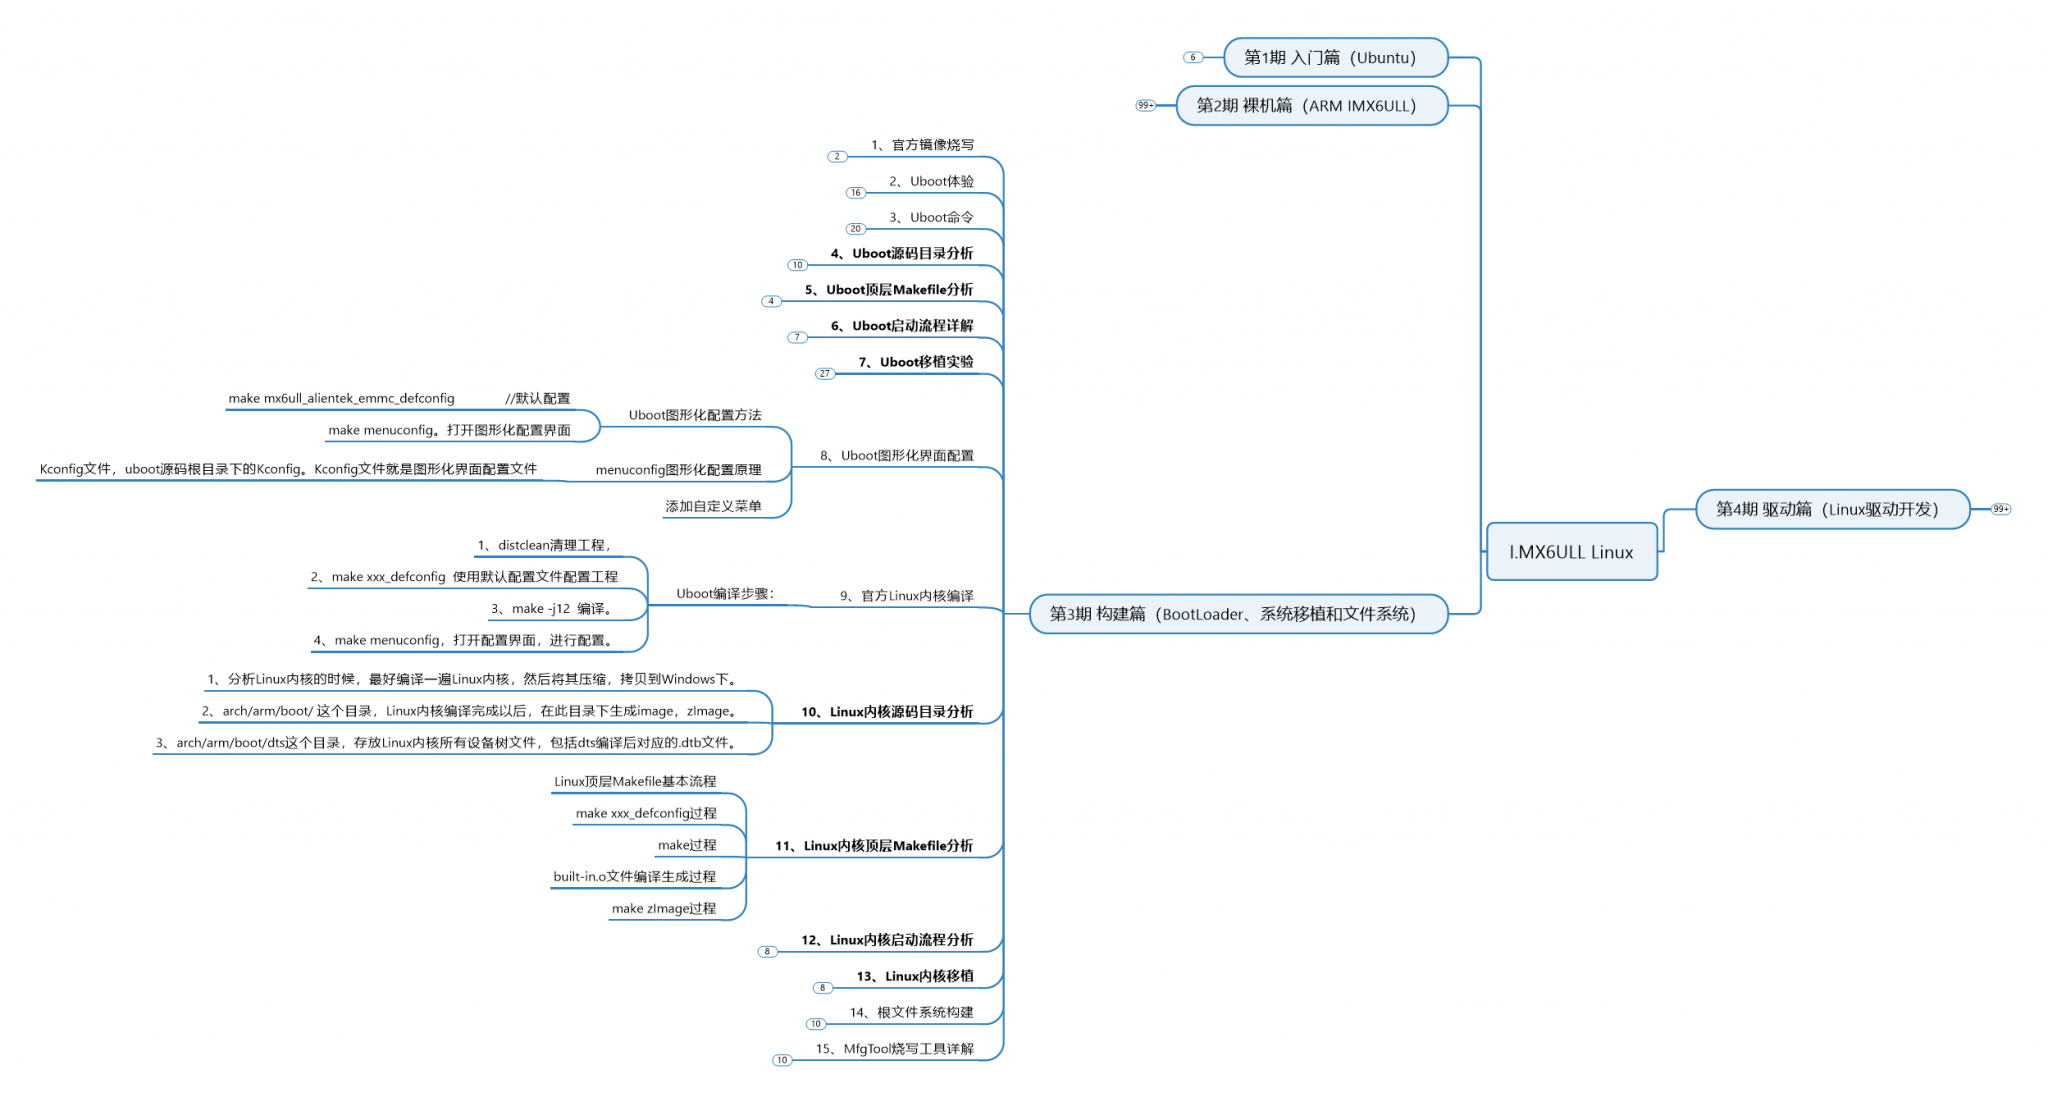 I.MX6ULL Linux
第1期 入门篇（Ubuntu）
6
第2期 裸机篇（ARM IMX6ULL）
99+
第3期 构建篇（BootLoader、系统移植和文件系统）
1、官方镜像烧写
2
2、Uboot体验
16
3、Uboot命令
20
4、Uboot源码目录分析
10
5、Uboot顶层Makefile分析
4
6、Uboot启动流程详解
7
7、Uboot移植实验
27
8、Uboot图形化界面配置
Uboot图形化配置方法
make mx6ull_alientek_emmc_defconfig //默认配置
make menuconfig。打开图形化配置界面
menuconfig图形化配置原理
Kconfig文件，uboot源码根目录下的Kconfig。Kconfig文件就是图形化界面配置文件
添加自定义菜单
9、官方Linux内核编译
Uboot编译步骤：
1、distclean清理工程，
2、make xxx_defconfig 使用默认配置文件配置工程
3、make -j12 编译。
4、make menuconfig，打开配置界面，进行配置。
10、Linux内核源码目录分析
1、分析Linux内核的时候，最好编译一遍Linux内核，然后将其压缩，拷贝到Windows下。
2、arch/arm/boot/ 这个目录，Linux内核编译完成以后，在此目录下生成image，zImage。
3、arch/arm/boot/dts这个目录，存放Linux内核所有设备树文件，包括dts编译后对应的.dtb文件。
11、Linux内核顶层Makefile分析
Linux顶层Makefile基本流程
make xxx_defconfig过程
make过程
built-in.o文件编译生成过程
make zImage过程
12、Linux内核启动流程分析
8
13、Linux内核移植
8
14、根文件系统构建
10
15、MfgTool烧写工具详解
10
第4期 驱动篇（Linux驱动开发）
99+